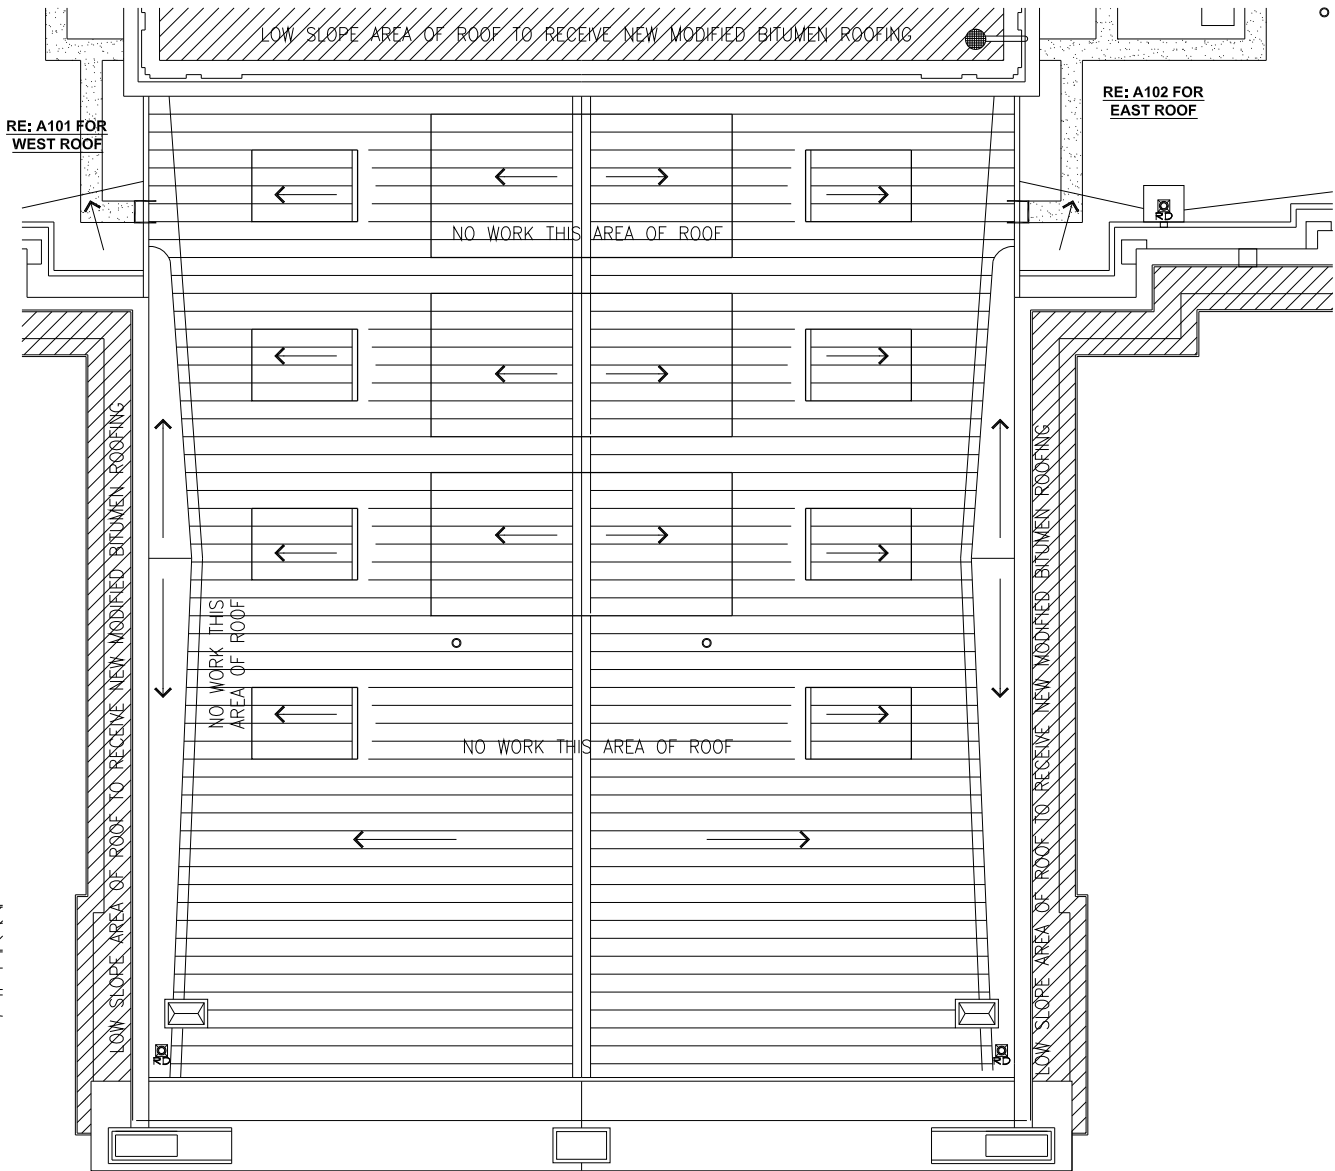 LOW SLOPE AREA OF ROOF TO RECEIVE NEW MODIFIED BITUMEN ROOFING
RE: A102 FOR
EAST ROOF
RE: A101 FOR
WEST ROOF
RD
NO WORK THIS AREA OF ROOF
LOW SLOPE AREA OF ROOF TO RECEIVE NEW MODIFIED BITUMEN ROOFING
LOW SLOPE AREA OF ROOF TO RECEIVE NEW MODIFIED BITUMEN ROOFING
NO WORK THIS
AREA OF ROOF
NO WORK THIS AREA OF ROOF
RD
RD